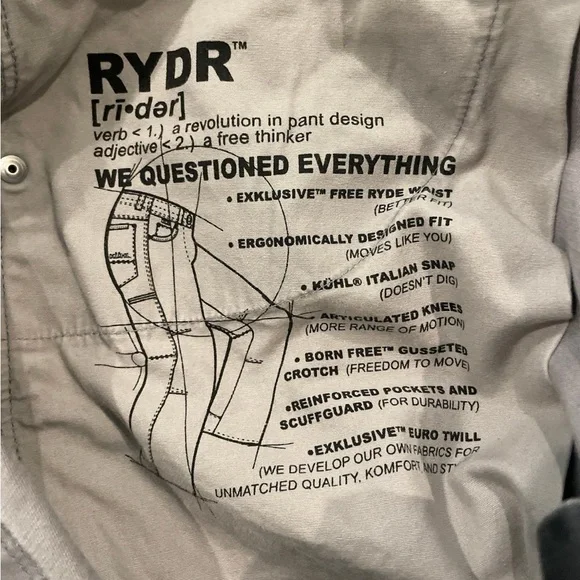 RYDR™
[rī•dər]
verb < 1.) a revolution in pant design
adjective < 2.) a free thinker
WE QUESTIONED EVERYTHING
• EXKLUSIVE™ FREE RYDE WAIST
(BETTER FIT)
• ERGONOMICALLY DESIGNED FIT
(MOVES LIKE YOU)
• KÜHL® ITALIAN SNAP
(DOESN'T DIG)
ARTICULATED KNEES
(MORE RANGE OF MOTION)
• BORN FREE™ GUSSETED
CROTCH (FREEDOM TO MOVE)
•REINFORCED POCKETS AND
SCUFFGUARD (FOR DURABILITY)
•EXKLUSIVE™ EURO TWILL
(WE DEVELOP OUR OWN FABRICS FOR
UNMATCHED QUALITY, KOMFORT AND